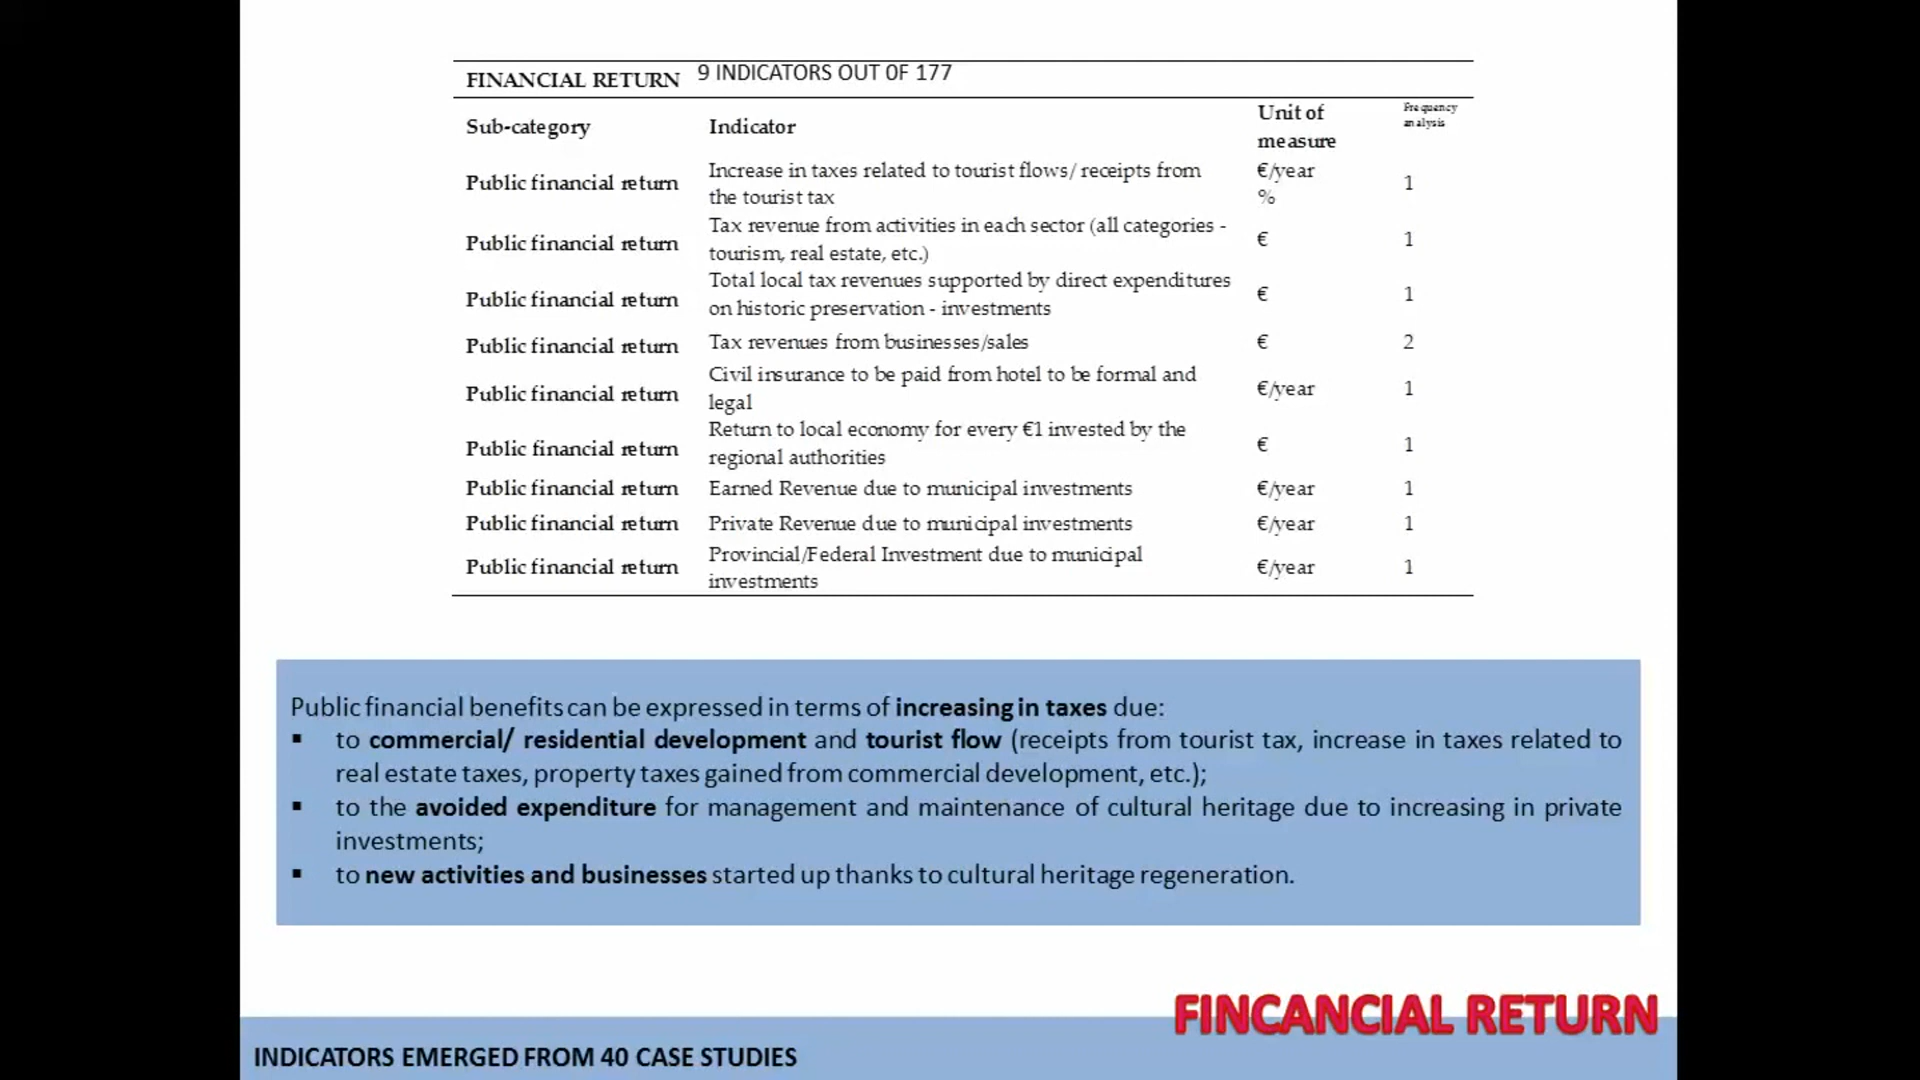 FINANCIAL RETURN 9 INDICATORS OUT OF 177
Sub-category Indicator Unit of measure Frequency analysis
Public financial return Increase in taxes related to tourist flows/ receipts from the tourist tax €/year % 1
Public financial return Tax revenue from activities in each sector (all categories - tourism, real estate, etc.) € 1
Public financial return Total local tax revenues supported by direct expenditures on historic preservation - investments € 1
Public financial return Tax revenues from businesses/sales € 2
Public financial return Civil insurance to be paid from hotel to be formal and legal €/year 1
Public financial return Return to local economy for every €1 invested by the regional authorities € 1
Public financial return Earned Revenue due to municipal investments €/year 1
Public financial return Private Revenue due to municipal investments €/year 1
Public financial return Provincial/Federal Investment due to municipal investments €/year 1
Public financial benefits can be expressed in terms of increasing in taxes due:
▪ to commercial/ residential development and tourist flow (receipts from tourist tax, increase in taxes related to
real estate taxes, property taxes gained from commercial development, etc.);
▪ to the avoided expenditure for management and maintenance of cultural heritage due to increasing in private
investments;
▪ to new activities and businesses started up thanks to cultural heritage regeneration.
FINCANCIAL RETURN
INDICATORS EMERGED FROM 40 CASE STUDIES